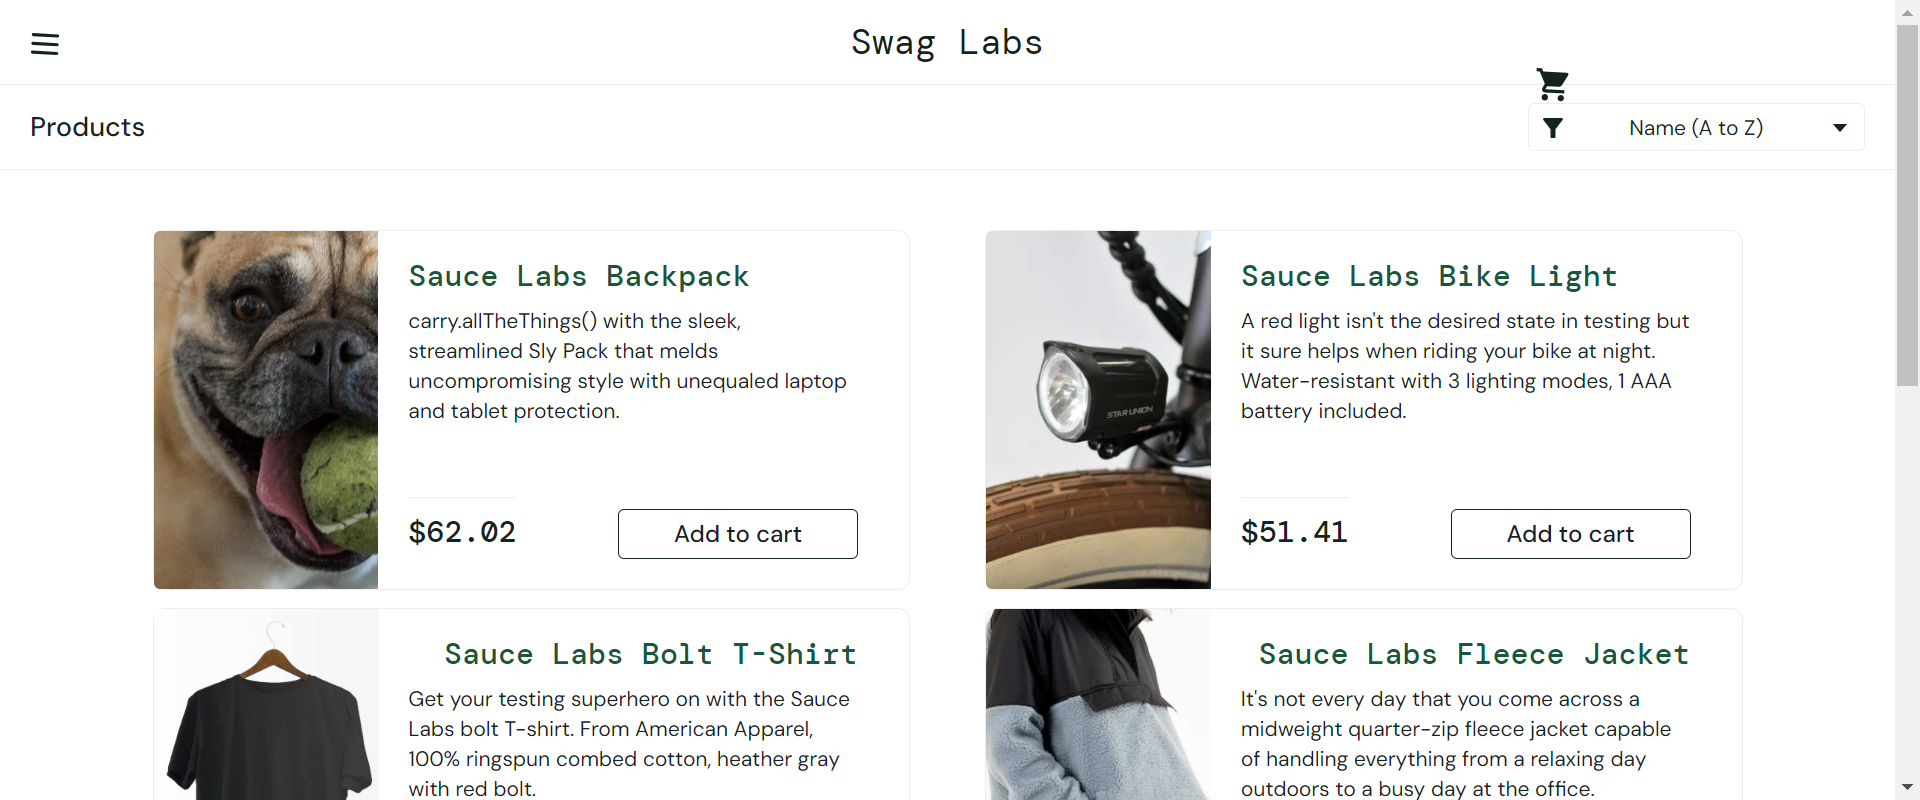 Swag Labs
Products
Name (A to Z)
Sauce Labs Backpack
carry.allTheThings() with the sleek,
streamlined Sly Pack that melds
uncompromising style with unequaled laptop
and tablet protection.
$62.02
Add to cart
Sauce Labs Bike Light
A red light isn't the desired state in testing but
it sure helps when riding your bike at night.
Water-resistant with 3 lighting modes, 1 AAA
battery included.
STAR UNION
$51.41
Add to cart
Sauce Labs Bolt T-Shirt
Get your testing superhero on with the Sauce
Labs bolt T-shirt. From American Apparel,
100% ringspun combed cotton, heather gray
with red bolt.
Sauce Labs Fleece Jacket
It's not every day that you come across a
midweight quarter-zip fleece jacket capable
of handling everything from a relaxing day
outdoors to a busy day at the office.